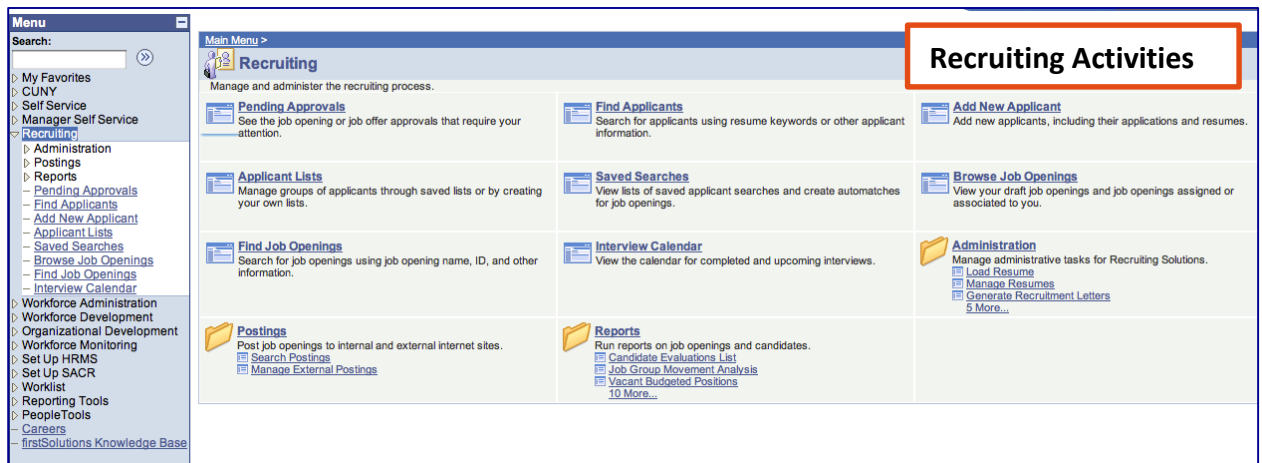 Menu
Search:
My Favorites
CUNY
Self Service
Manager Self Service
Recruiting
Administration
Postings
Reports
– Pending Approvals
– Find Applicants
– Add New Applicant
– Applicant Lists
– Saved Searches
– Browse Job Openings
– Find Job Openings
– Interview Calendar
Workforce Administration
Workforce Development
Organizational Development
Workforce Monitoring
Set Up HRMS
Set Up SACR
Worklist
Reporting Tools
PeopleTools
– Careers
– firstSolutions Knowledge Base
Main Menu >
Recruiting Activities
Recruiting
Manage and administer the recruiting process.
Pending Approvals
See the job opening or job offer approvals that require your
attention.
Find Applicants
Search for applicants using resume keywords or other applicant
information.
Add New Applicant
Add new applicants, including their applications and resumes.
Applicant Lists
Manage groups of applicants through saved lists or by creating
your own lists.
Saved Searches
View lists of saved applicant searches and create automatches
for job openings.
Browse Job Openings
View your draft job openings and job openings assigned or
associated to you.
Find Job Openings
Search for job openings using job opening name, ID, and other
information.
Interview Calendar
View the calendar for completed and upcoming interviews.
Administration
Manage administrative tasks for Recruiting Solutions.
Load Resume
Manage Resumes
Generate Recruitment Letters
5 More...
Postings
Post job openings to internal and external internet sites.
Search Postings
Manage External Postings
Reports
Run reports on job openings and candidates.
Candidate Evaluations List
Job Group Movement Analysis
Vacant Budgeted Positions
10 More...